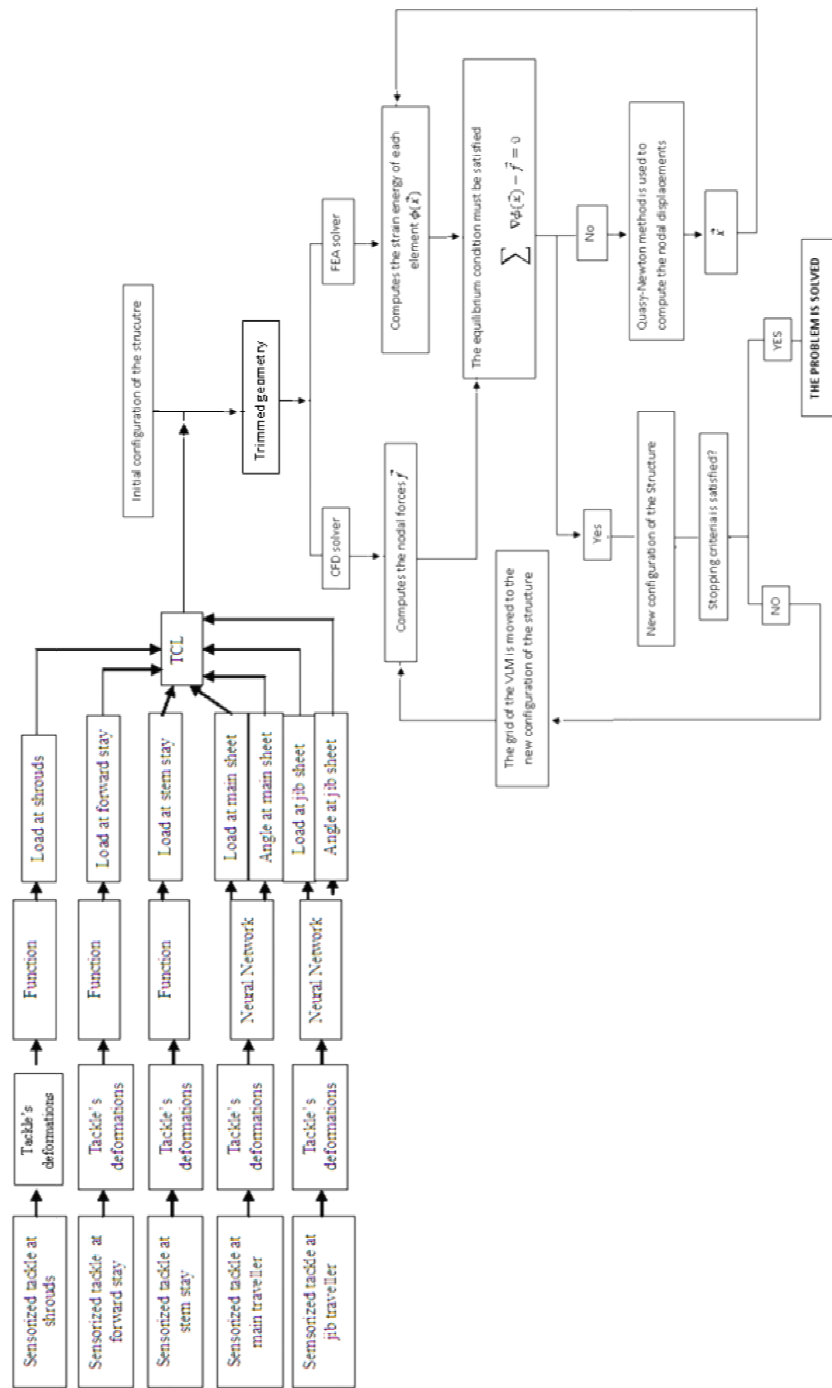 Sensorized tackle at
shrouds
Tackle's
deformations
Function
Load at shrouds
Sensorized tackle at
forward stay
Tackle's
deformations
Function
Load at forward stay
Sensorized tackle at
stem stay
Tackle's
deformations
Function
Load at stem stay
Sensorized tackle at
main traveller
Tackle's
deformations
Neural Network
Load at main sheet
Angle at main sheet
Semsorized tackle at
jib traveller
Tackle's
deformations
Neural Network
Load at jib sheet
Angle at jib sheet
TCL
Initial configuration of the strucutre
Trimmed geometry
CFD solver
FEA solver
Computes the nodal forces f⃗
Computes the strain energy of each
element ϕ(x⃗)
The equilibrium condition must be satisfied
∑ ∇ϕ(x⃗) − f⃗ = 0
No
Quasy-Newton method is used to
compute the nodal displacements
x⃗
Yes
New configuration of the Structure
Stopping criteria is satisfied?
NO
YES
The grid of the VLM is moved to the
new configuration of the structure
THE PROBLEM IS SOLVED